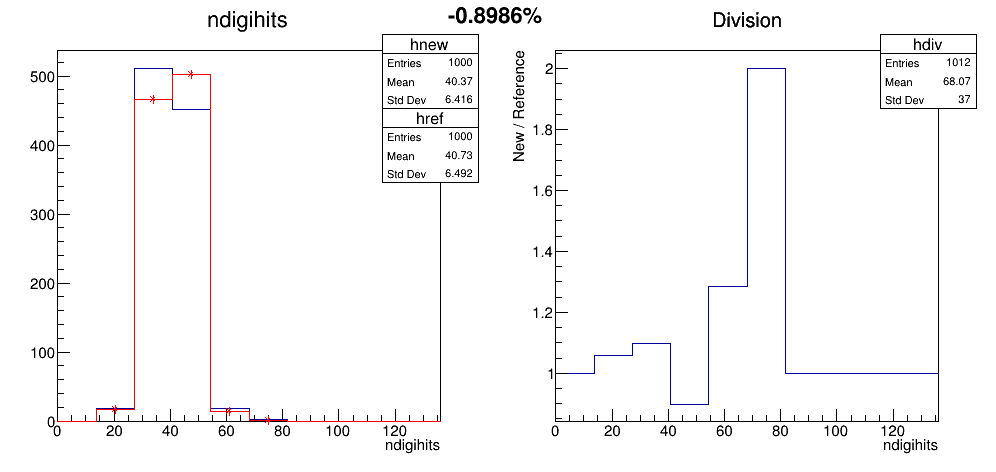 -0.8986%
ndigihits
hnew
Entries 1000
Mean 40.37
Std Dev 6.416
href
Entries 1000
Mean 40.73
Std Dev 6.492
500
400
300
200
100
0
0 20 40 60 80 100 120
ndigihits
Division
hdiv
Entries 1012
Mean 68.07
Std Dev 37
New / Reference
2
1.8
1.6
1.4
1.2
1
0 20 40 60 80 100 120
ndigihits